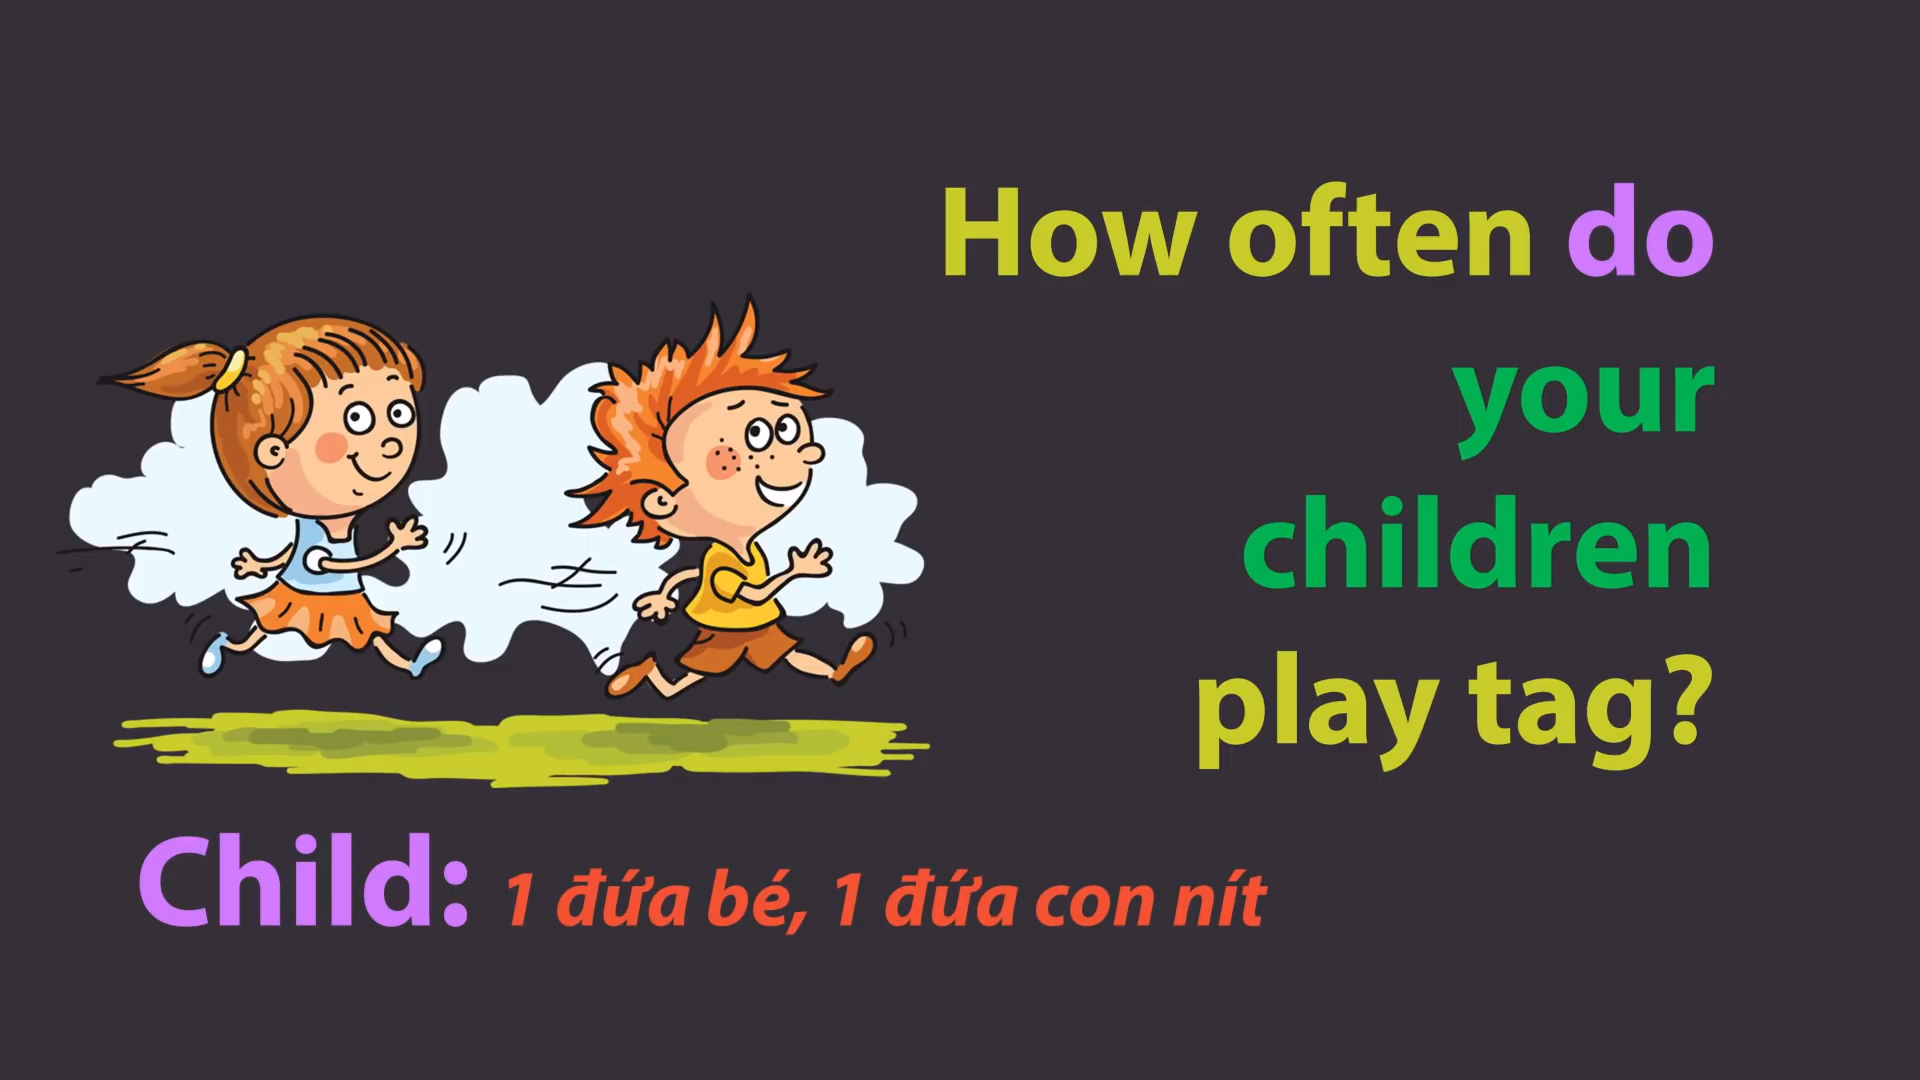 How often do
your
children
play tag?
Child: 1 đứa bé, 1 đứa con nít